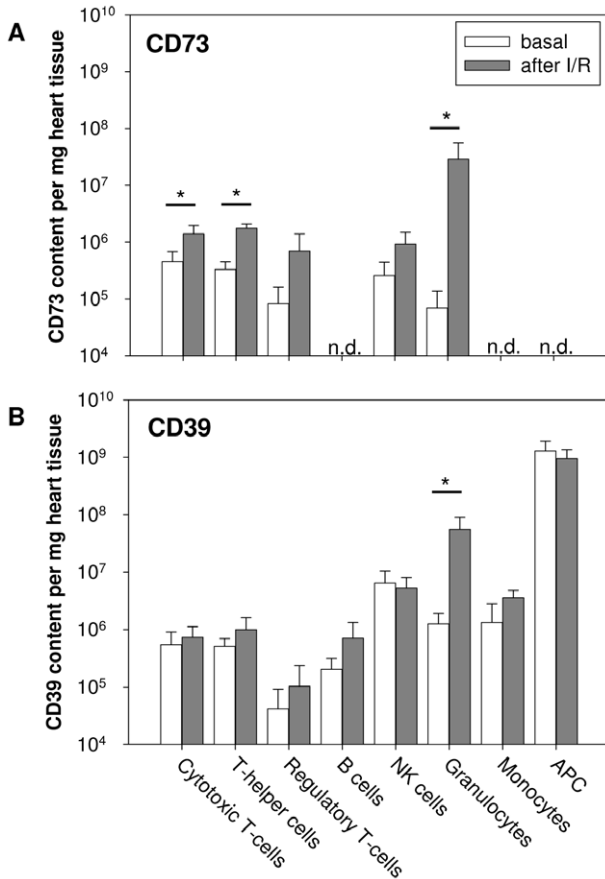 A
CD73
basal
after I/R
CD73 content per mg heart tissue
10^10
10^9
10^8
10^7
10^6
10^5
10^4
*
*
*
n.d.
n.d.
n.d.
B
CD39
CD39 content per mg heart tissue
10^10
10^9
10^8
10^7
10^6
10^5
10^4
*
Cytotoxic T-cells
T-helper cells
Regulatory T-cells
B cells
NK cells
Granulocytes
Monocytes
APC